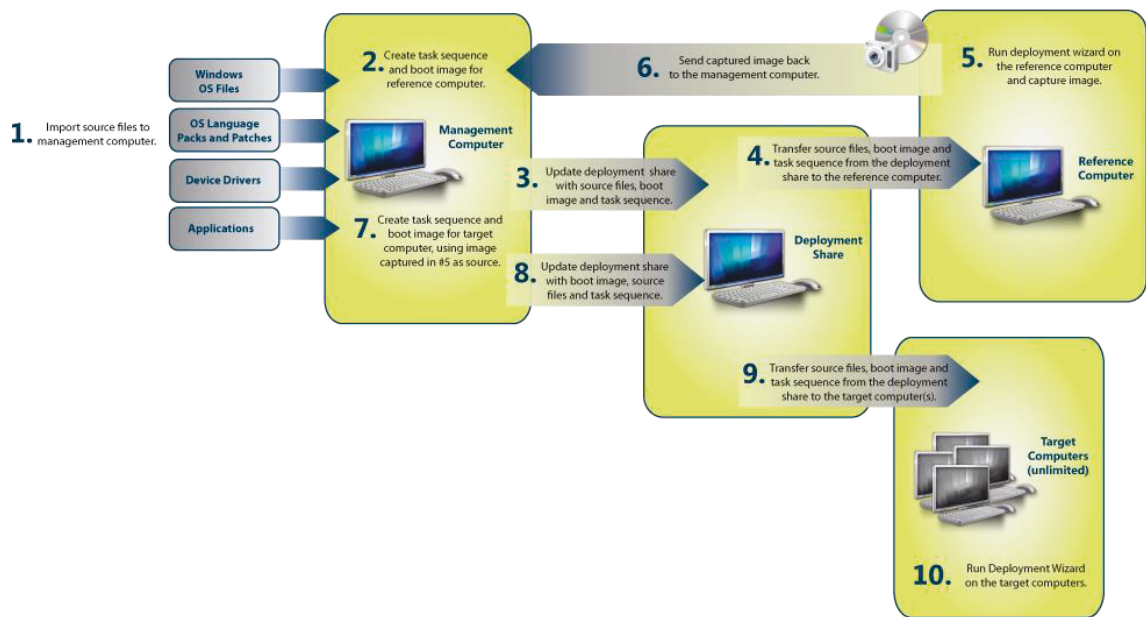 1. Import source files to
management computer.
Windows
OS Files
OS Language
Packs and Patches
Device Drivers
Applications
2. Create task sequence
and boot image for
reference computer.
Management
Computer
7. Create task sequence and
boot image for target
computer, using image
captured in #5 as source.
3. Update deployment share
with source files, boot
image and task sequence.
8. Update deployment share
with boot image, source
files and task sequence.
6. Send captured image back
to the management computer.
4. Transfer source files, boot image and
task sequence from the deployment
share to the reference computer.
Deployment
Share
5. Run deployment wizard on
the reference computer
and capture image.
Reference
Computer
9. Transfer source files, boot image and
task sequence from the deployment
share to the target computer(s).
Target
Computers
(unlimited)
10. Run Deployment Wizard
on the target computers.